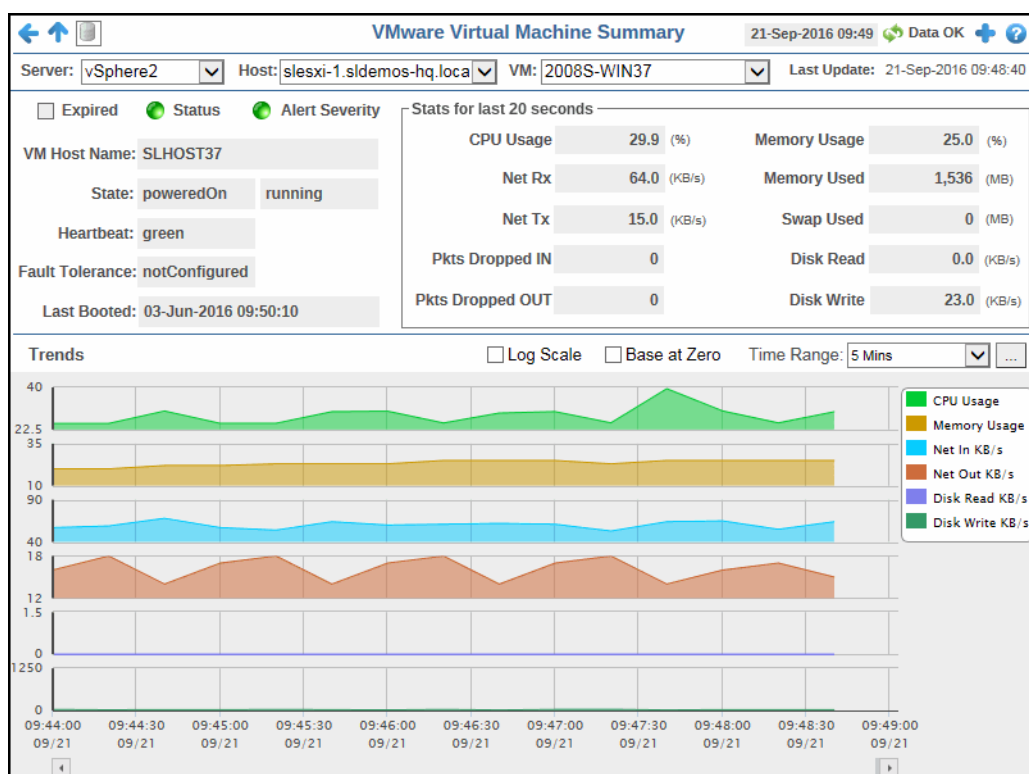 VMware Virtual Machine Summary 21-Sep-2016 09:49 Data OK
Server: vSphere2 Host: slesxi-1.sldemos-hq.loca VM: 2008S-WIN37 Last Update: 21-Sep-2016 09:48:40
Expired Status Alert Severity
VM Host Name: SLHOST37
State: poweredOn running
Heartbeat: green
Fault Tolerance: notConfigured
Last Booted: 03-Jun-2016 09:50:10
Stats for last 20 seconds
CPU Usage 29.9 (%) Memory Usage 25.0 (%)
Net Rx 64.0 (KB/s) Memory Used 1,536 (MB)
Net Tx 15.0 (KB/s) Swap Used 0 (MB)
Pkts Dropped IN 0 Disk Read 0.0 (KB/s)
Pkts Dropped OUT 0 Disk Write 23.0 (KB/s)
Trends Log Scale Base at Zero Time Range: 5 Mins ...
40
22.5
35
10
90
40
18
12
1.5
0
1250
0
CPU Usage
Memory Usage
Net In KB/s
Net Out KB/s
Disk Read KB/s
Disk Write KB/s
09:44:00 09:44:30 09:45:00 09:45:30 09:46:00 09:46:30 09:47:00 09:47:30 09:48:00 09:48:30 09:49:00
09/21 09/21 09/21 09/21 09/21 09/21 09/21 09/21 09/21 09/21 09/21